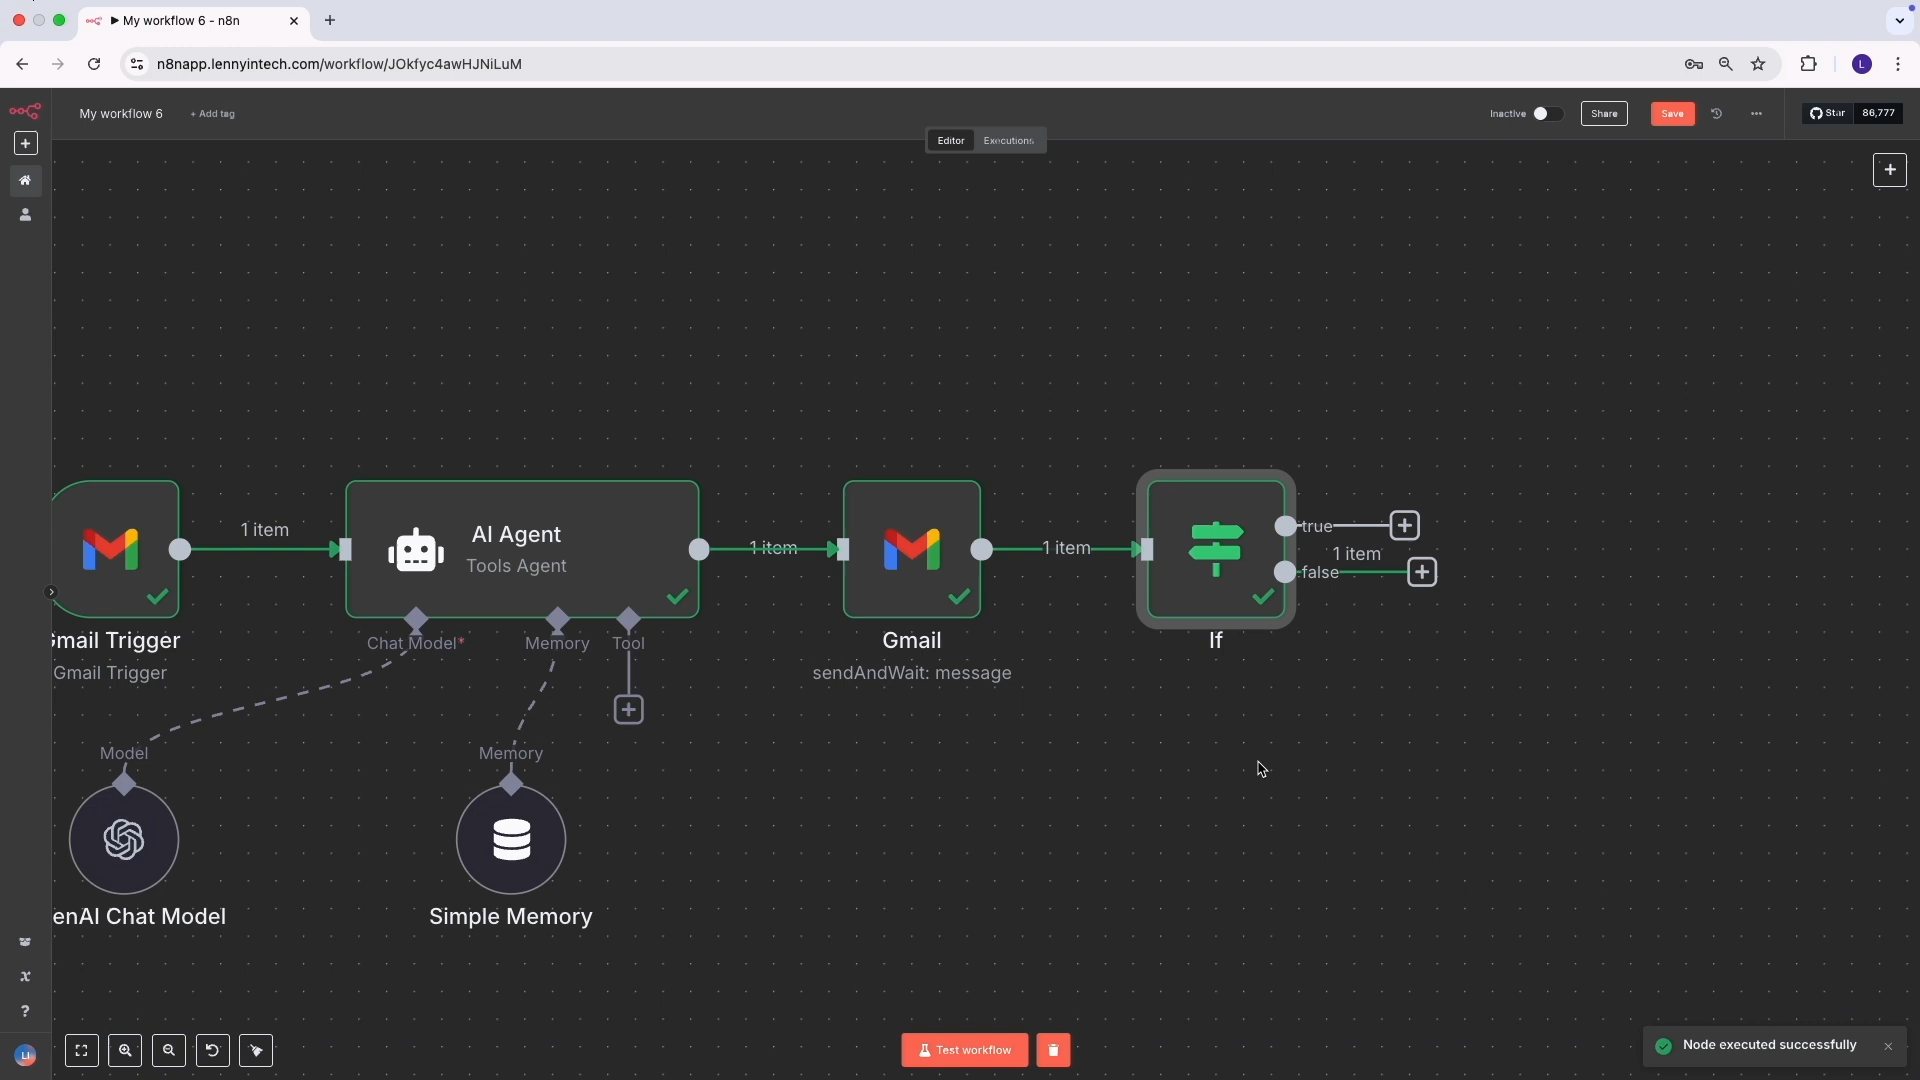 My workflow 6 - n8n
n8napp.lennyintech.com/workflow/JOkfyc4awHJNiLuM
L
My workflow 6
+ Add tag
Inactive
Share
Save
Star
86,777
Editor
Executions
1 item
AI Agent
Tools Agent
1 item
1 item
true
1 item
false
Gmail Trigger
Gmail Trigger
Chat Model*
Memory
Tool
Gmail
sendAndWait: message
If
Model
Memory
enAI Chat Model
Simple Memory
LI
Test workflow
Node executed successfully